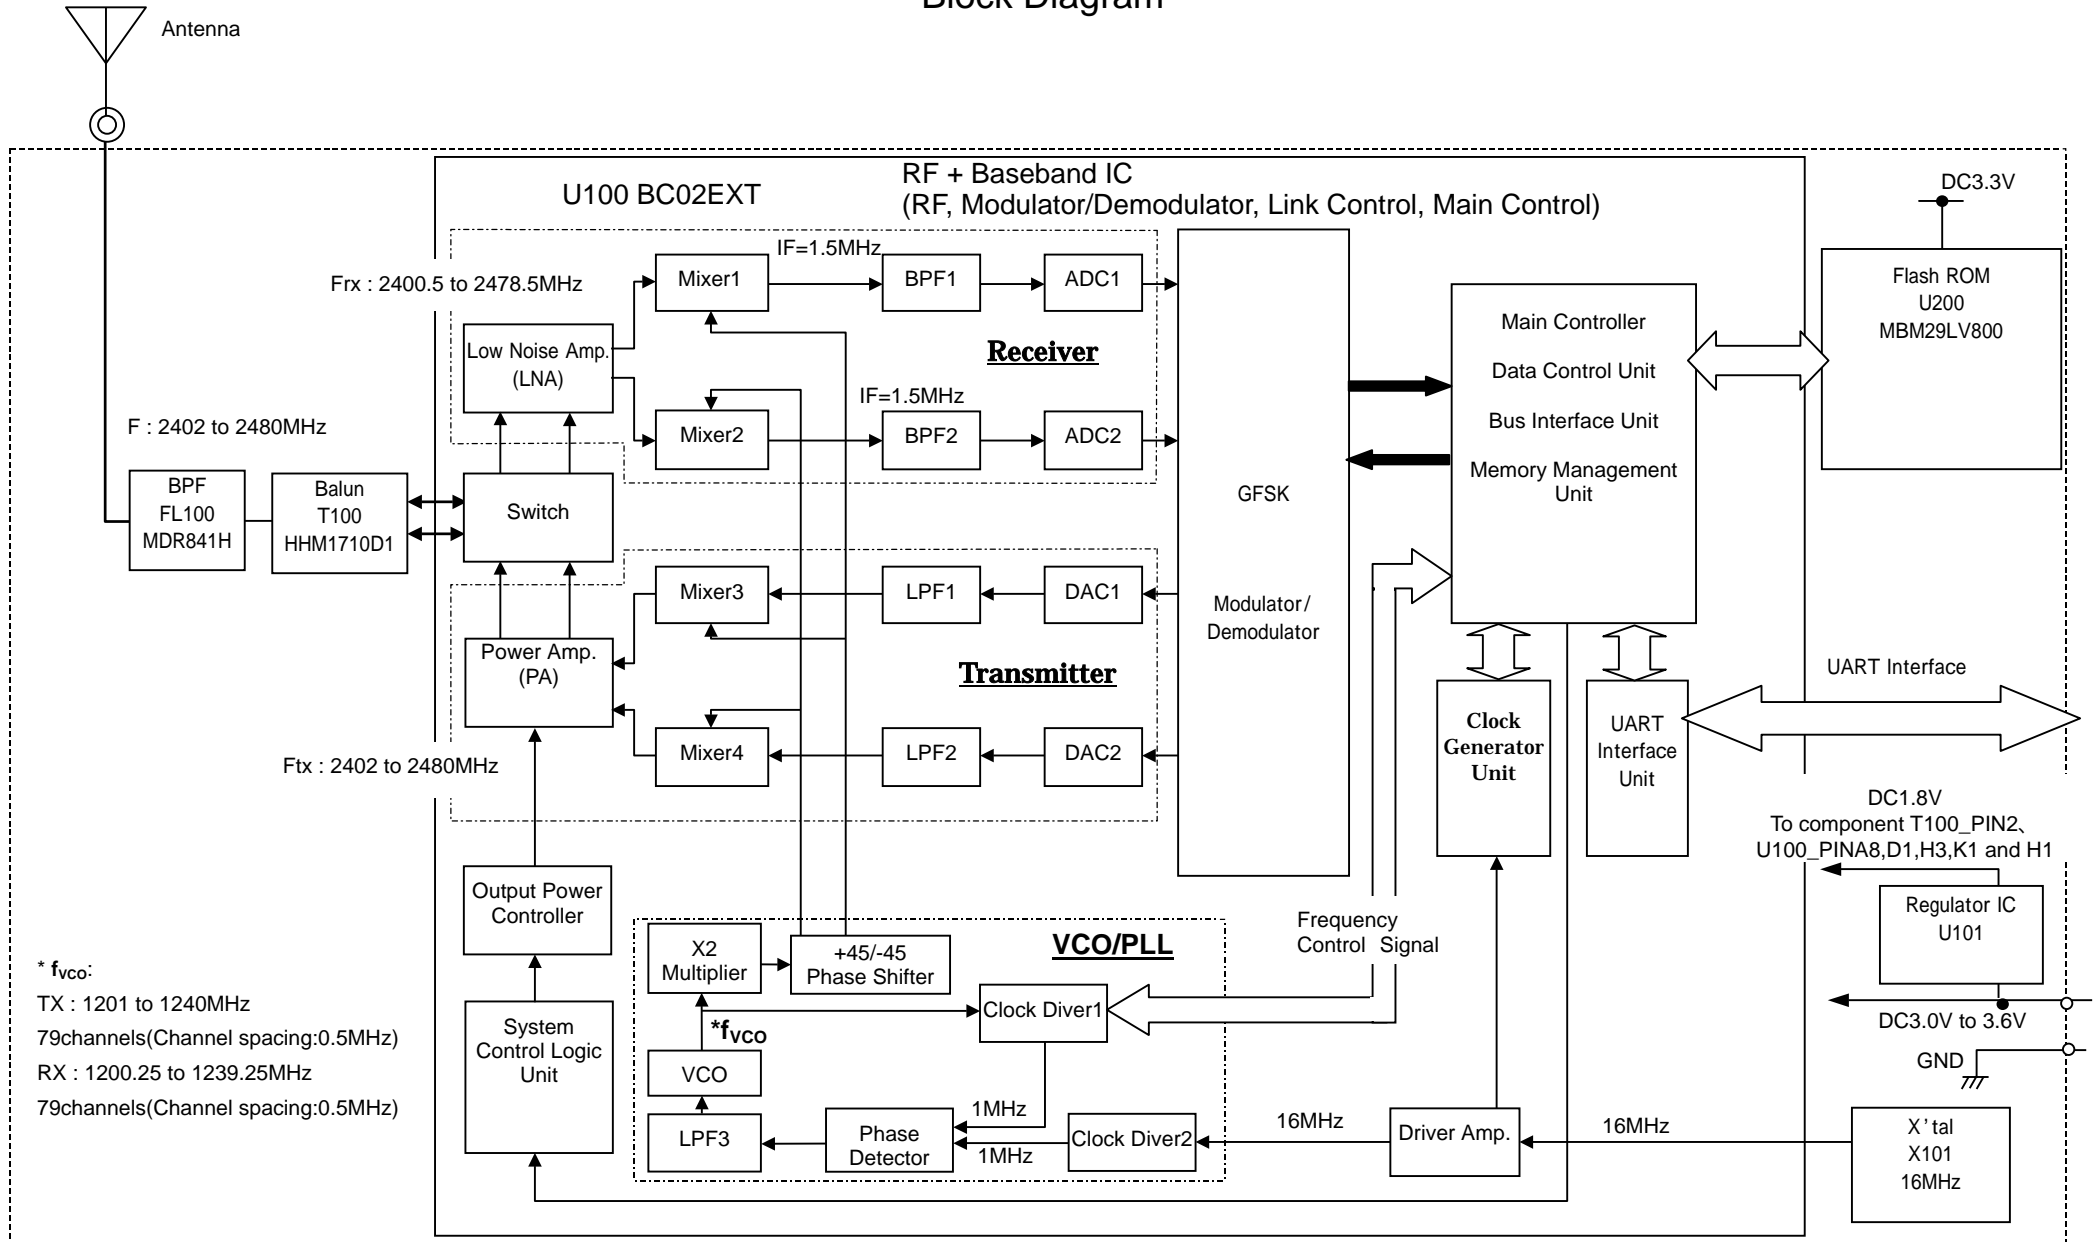 Block Diagram
Antenna
U100 BC02EXT
RF + Baseband IC
(RF, Modulator/Demodulator, Link Control, Main Control)
DC3.3V
Flash ROM
U200
MBM29LV800
Frx : 2400.5 to 2478.5MHz
Mixer1
IF=1.5MHz
BPF1
ADC1
Low Noise Amp.
(LNA)
Receiver
Mixer2
IF=1.5MHz
BPF2
ADC2
Main Controller
Data Control Unit
Bus Interface Unit
Memory Management
Unit
F : 2402 to 2480MHz
BPF
FL100
MDR841H
Balun
T100
HHM1710D1
Switch
GFSK
Modulator/
Demodulator
Mixer3
LPF1
DAC1
Power Amp.
(PA)
Transmitter
Mixer4
LPF2
DAC2
Ftx : 2402 to 2480MHz
Clock
Generator
Unit
UART
Interface
Unit
UART Interface
DC1.8V
To component T100_PIN2、
U100_PINA8,D1,H3,K1 and H1
Regulator IC
U101
DC3.0V to 3.6V
GND
Output Power
Controller
System
Control Logic
Unit
X2
Multiplier
+45/-45
Phase Shifter
VCO/PLL
Frequency
Control Signal
Clock Diver1
*fVCO
VCO
LPF3
Phase
Detector
1MHz
1MHz
Clock Diver2
16MHz
Driver Amp.
16MHz
X'tal
X101
16MHz
* fVCO:
TX : 1201 to 1240MHz
79channels(Channel spacing:0.5MHz)
RX : 1200.25 to 1239.25MHz
79channels(Channel spacing:0.5MHz)